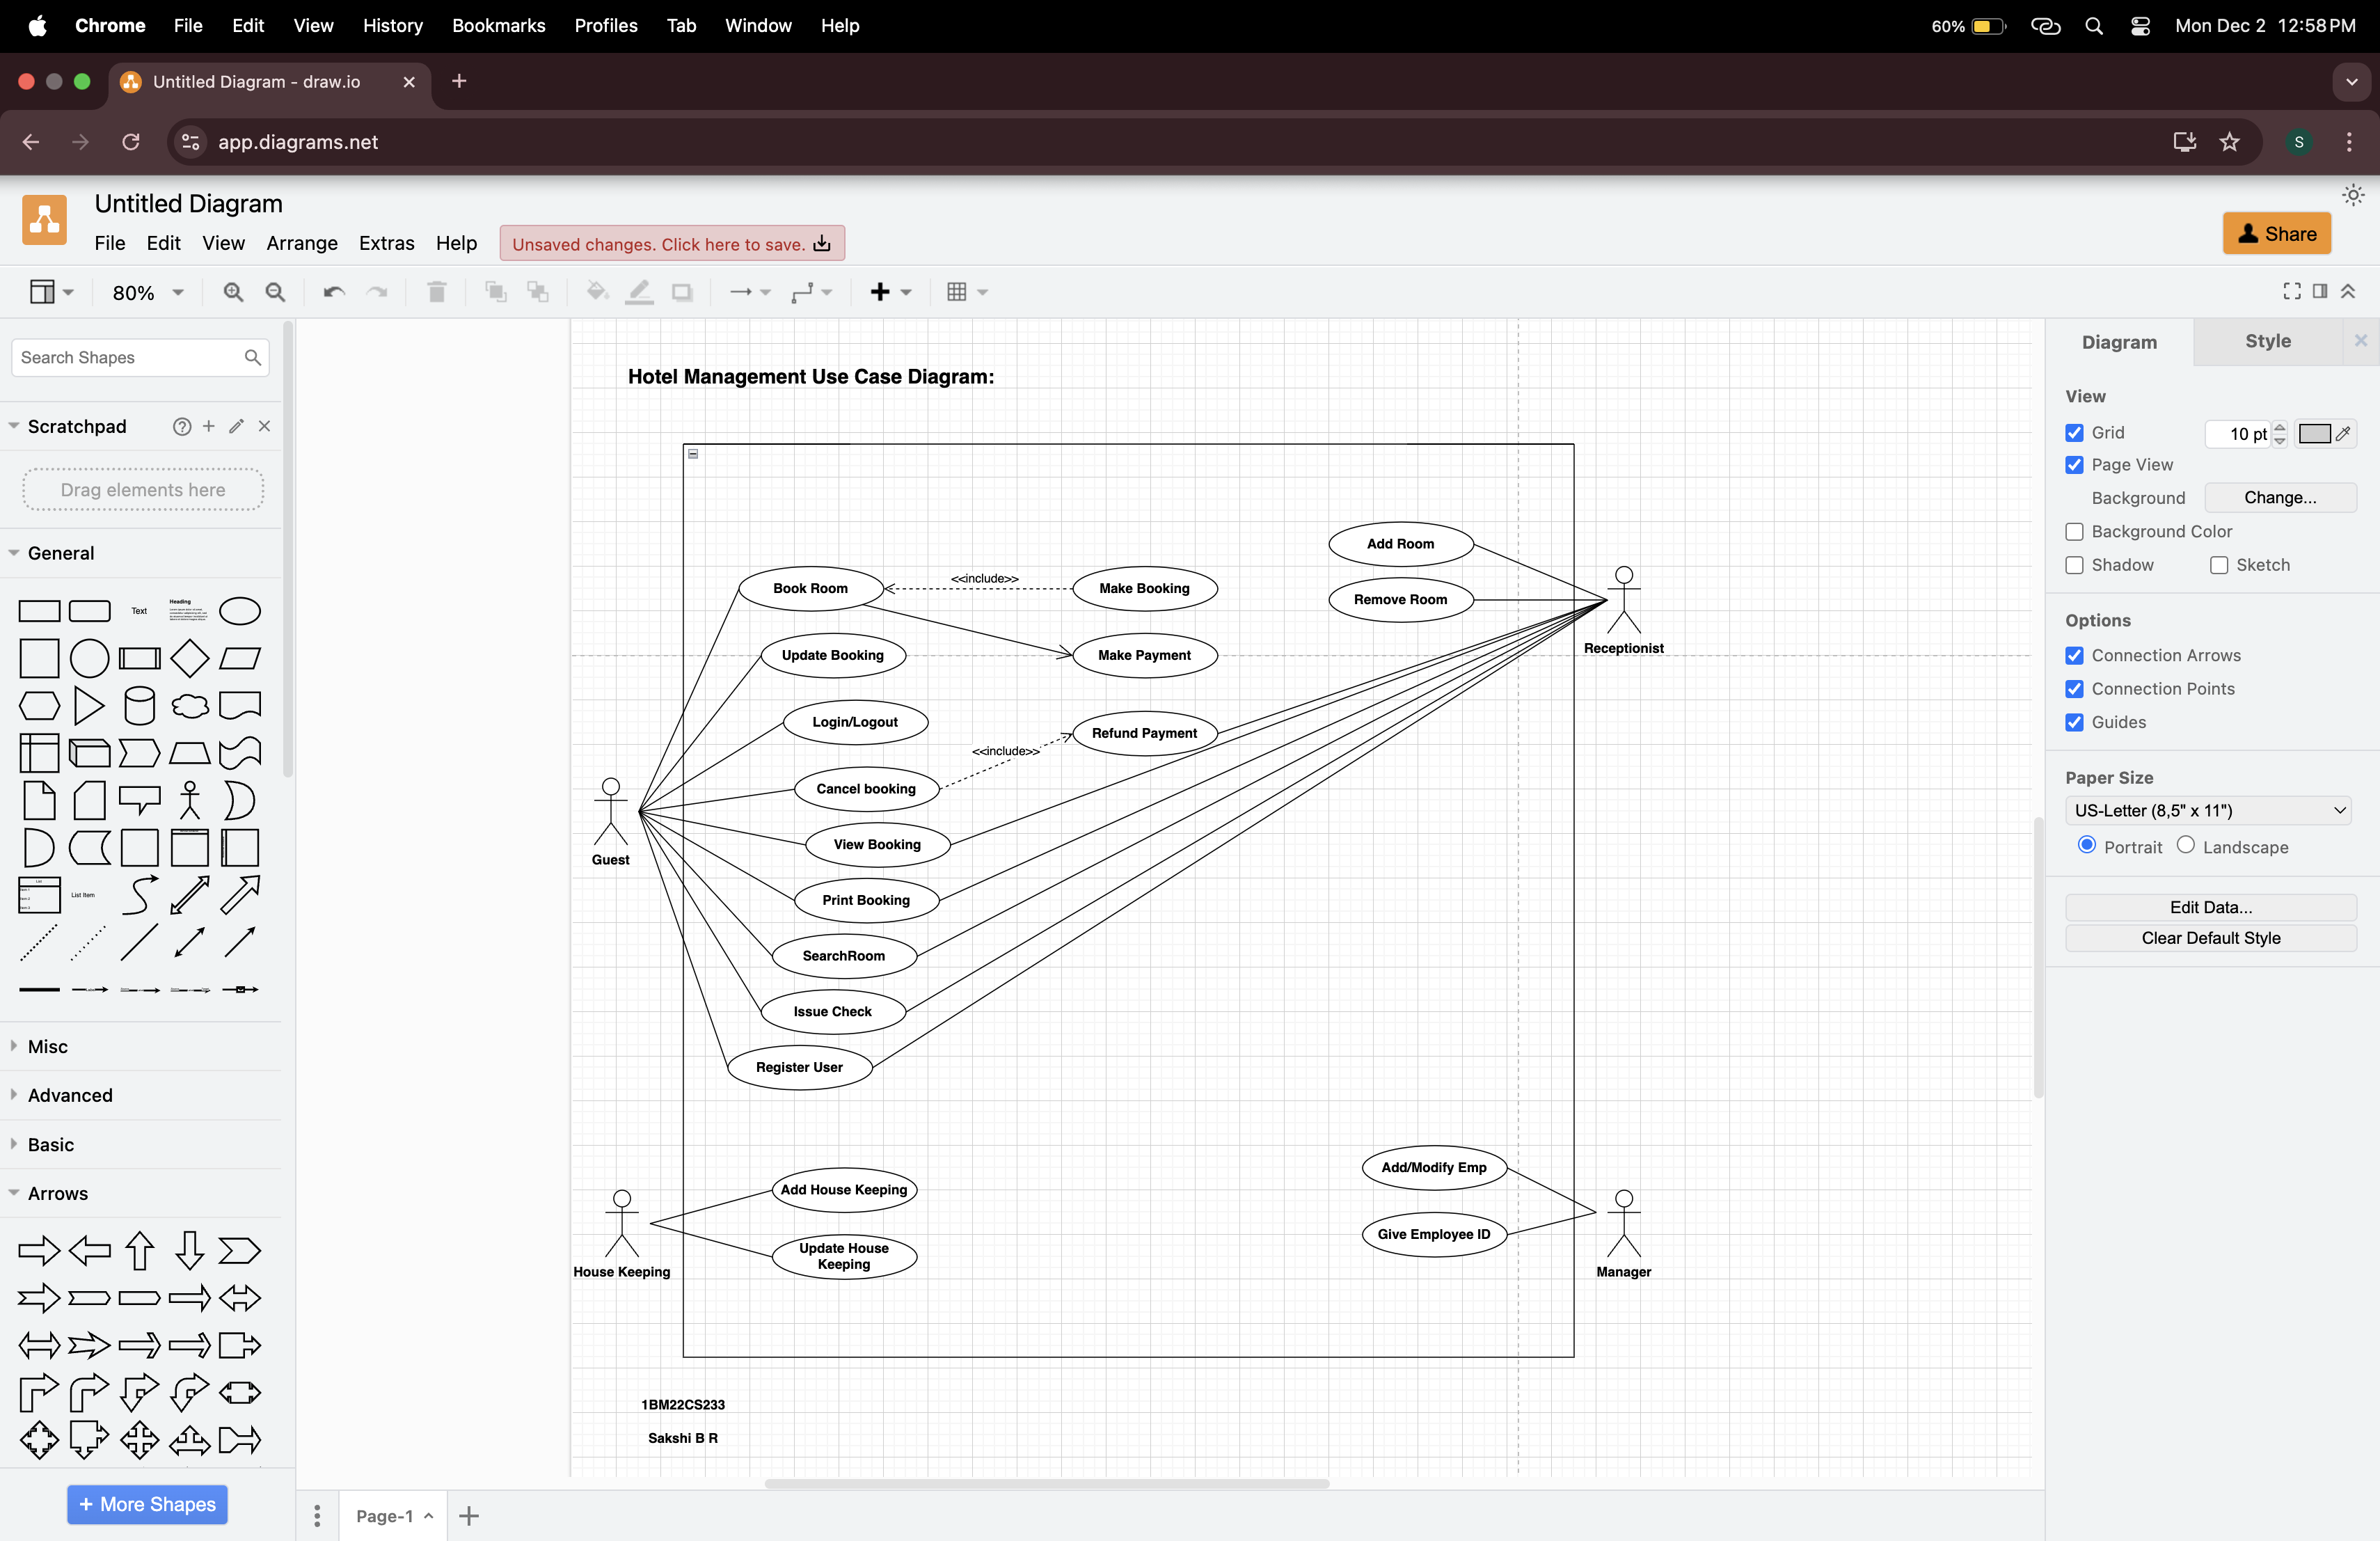 Chrome File Edit View History Bookmarks Profiles Tab Window Help 60% Mon Dec 2 12:58 PM
Untitled Diagram - draw.io
app.diagrams.net S
Untitled Diagram
File Edit View Arrange Extras Help Unsaved changes. Click here to save. Share
80%
Search Shapes
Scratchpad
Drag elements here
General
Text
Heading
List Item
Misc
Advanced
Basic
Arrows
+ More Shapes
Hotel Management Use Case Diagram:
Add Room
Book Room <<include>> Make Booking
Remove Room
Update Booking Make Payment Receptionist
Login/Logout
Refund Payment
<<include>>
Cancel booking
View Booking
Guest
Print Booking
SearchRoom
Issue Check
Register User
Add/Modify Emp
Add House Keeping
Give Employee ID
Update House
Keeping
House Keeping Manager
1BM22CS233
Sakshi B R
Page-1
Diagram Style
View
Grid 10 pt
Page View
Background Change...
Background Color
Shadow Sketch
Options
Connection Arrows
Connection Points
Guides
Paper Size
US-Letter (8,5" x 11")
Portrait Landscape
Edit Data...
Clear Default Style